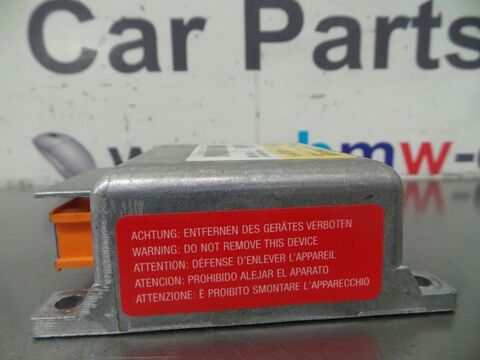 Car Parts
bmw-
ACHTUNG: ENTFERNEN DES GERÄTES VERBOTEN
WARNING: DO NOT REMOVE THIS DEVICE
ATTENTION: DÉFENSE D'ENLEVER L'APPAREIL
ATENCION: PROHIBIDO ALEJAR EL APARATO
ATTENZIONE: È PROIBITO SMONTARE L'APPARECCHIO